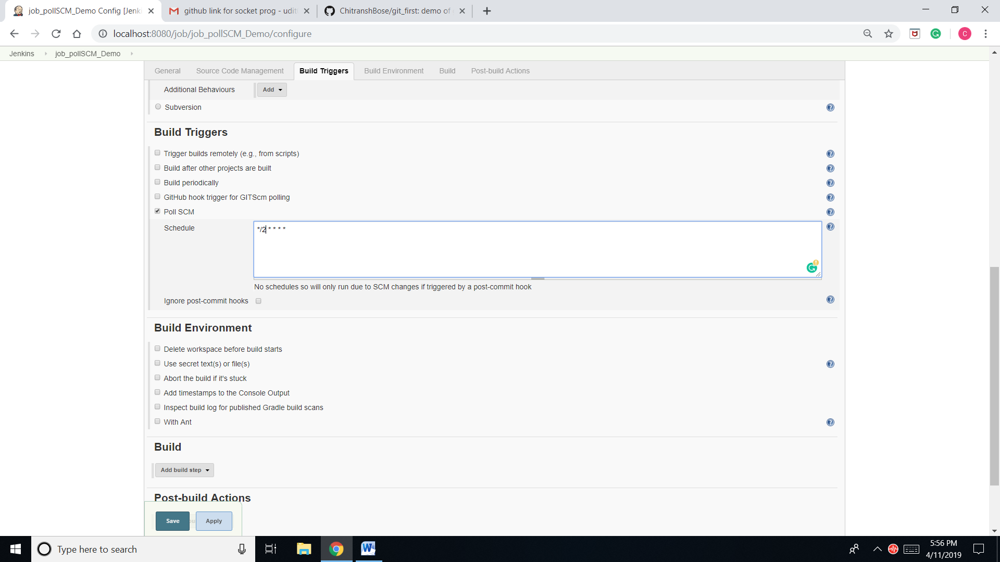 job_pollSCM_Demo Config [Jenki
github link for socket prog - udit
ChitranshBose/git_first: demo of
localhost:8080/job/job_pollSCM_Demo/configure
C
Jenkins
job_pollSCM_Demo
General
Source Code Management
Build Triggers
Build Environment
Build
Post-build Actions
Additional Behaviours
Add
Subversion
Build Triggers
Trigger builds remotely (e.g., from scripts)
Build after other projects are built
Build periodically
GitHub hook trigger for GITScm polling
Poll SCM
Schedule
*/2 * * * *
No schedules so will only run due to SCM changes if triggered by a post-commit hook
Ignore post-commit hooks
Build Environment
Delete workspace before build starts
Use secret text(s) or file(s)
Abort the build if it's stuck
Add timestamps to the Console Output
Inspect build log for published Gradle build scans
With Ant
Build
Add build step
Post-build Actions
Save
Apply
Type here to search
5:56 PM
4/11/2019